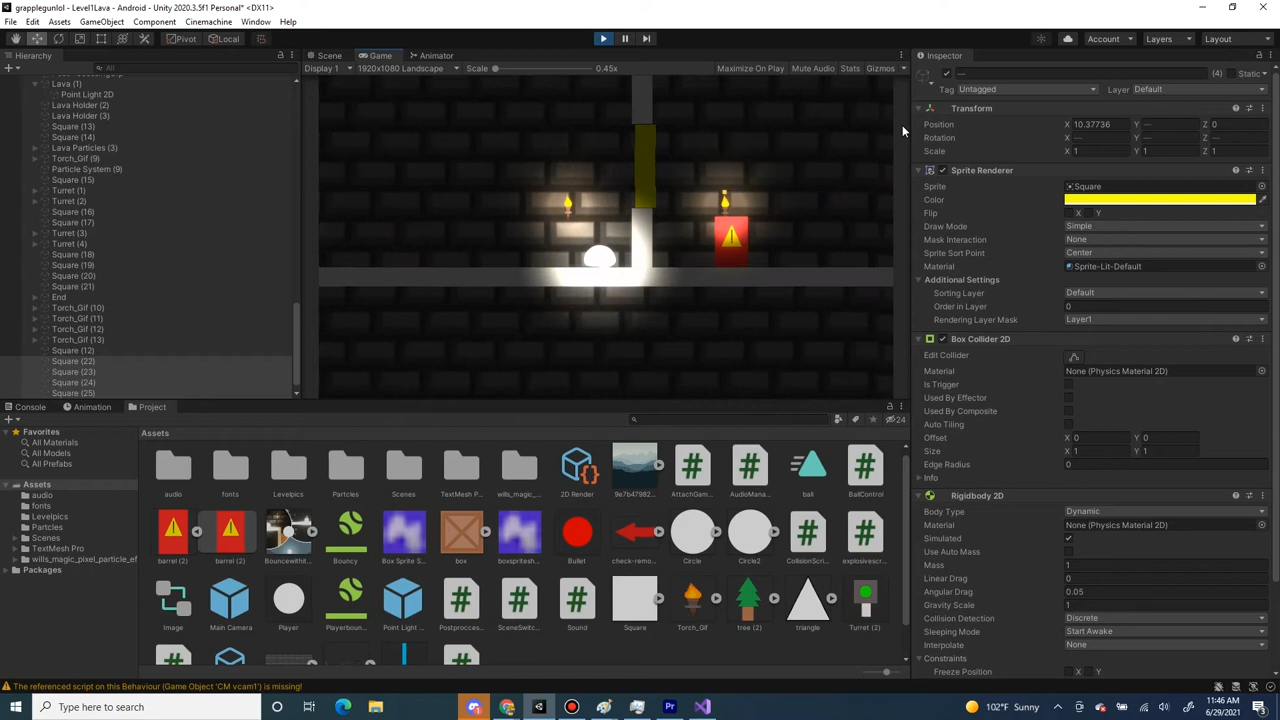 grapplegunlol - Level1Lava - Android - Unity 2020.3.5f1 Personal* <DX11>
File Edit Assets GameObject Component Cinemachine Window Help
Pivot Local Account Layers Layout
Hierarchy
All
Lava (1)
Point Light 2D
Lava Holder (2)
Lava Holder (3)
Square (13)
Square (14)
Lava Particles (3)
Torch_Gif (9)
Particle System (9)
Square (15)
Turret (1)
Turret (2)
Square (16)
Square (17)
Turret (3)
Turret (4)
Square (18)
Square (19)
Square (20)
Square (21)
End
Torch_Gif (10)
Torch_Gif (11)
Torch_Gif (12)
Torch_Gif (13)
Square (12)
Square (22)
Square (23)
Square (24)
Square (25)
Scene Game Animator
Display 1 1920x1080 Landscape Scale 0.45x Maximize On Play Mute Audio Stats Gizmos
Inspector
— (4) Static
Tag Untagged Layer Default
Transform
Position X 10.37736 Y — Z 0
Rotation X — Y — Z —
Scale X 1 Y 1 Z 1
Sprite Renderer
Sprite Square
Color
Flip X Y
Draw Mode Simple
Mask Interaction None
Sprite Sort Point Center
Material Sprite-Lit-Default
Additional Settings
Sorting Layer Default
Order in Layer 0
Rendering Layer Mask Layer1
Box Collider 2D
Edit Collider
Material None (Physics Material 2D)
Is Trigger
Used By Effector
Used By Composite
Auto Tiling
Offset X 0 Y 0
Size X 1 Y 1
Edge Radius 0
Info
Rigidbody 2D
Body Type Dynamic
Material None (Physics Material 2D)
Simulated
Use Auto Mass
Mass 1
Linear Drag 0
Angular Drag 0.05
Gravity Scale 1
Collision Detection Discrete
Sleeping Mode Start Awake
Interpolate None
Constraints
Freeze Position X Y
Console Animation Project
24
Favorites
All Materials
All Models
All Prefabs
Assets
audio
fonts
Levelpics
Partcles
Scenes
TextMesh Pro
wills_magic_pixel_particle_ef
Packages
Assets
audio fonts Levelpics Partcles Scenes TextMesh P... wills_magic_... 2D Render 9e7b47982... AttachGam... AudioMana... ball BallControl
barrel (2) barrel (2) Bouncewithi... Bouncy Box Sprite S... box boxspritesh... Bullet check-remo... Circle Circle2 CollisionScri... explosivescr...
Image Main Camera Player Playerboun... Point Light ... Postprocces... SceneSwitc... Sound Square Torch_Gif tree (2) triangle Turret (2)
The referenced script on this Behaviour (Game Object 'CM vcam1') is missing!
Type here to search
102°F Sunny
11:46 AM
6/29/2021